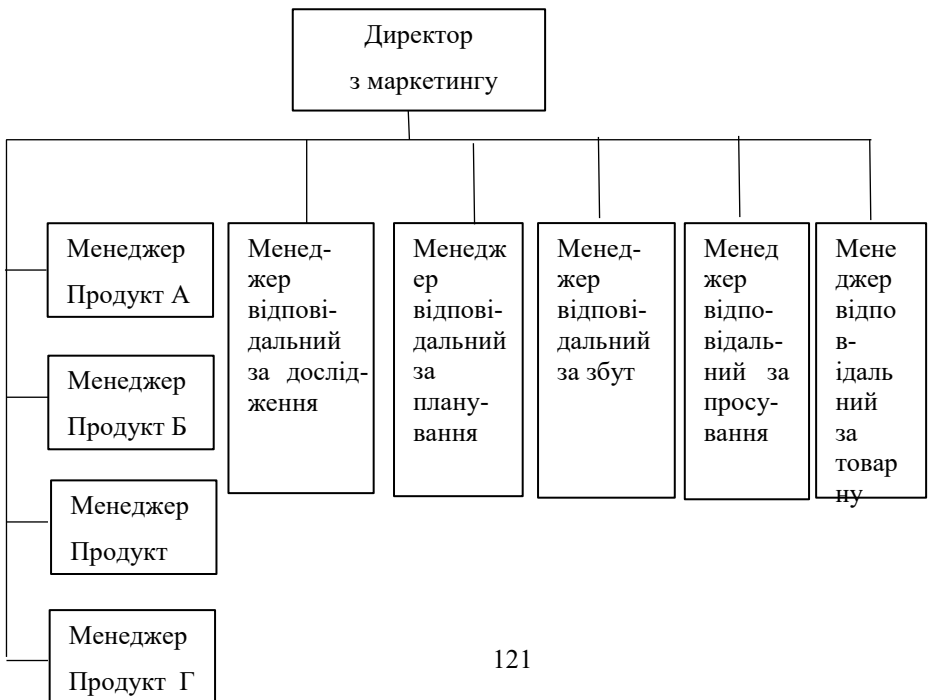 Директор
з маркетингу
Менеджер
Продукт А
Менеджер
Продукт Б
Менеджер
Продукт
Менеджер
Продукт Г
Менед-
жер
відпові-
дальний
за дослід-
ження
Менедж
ер
відпові-
дальний
за
плану-
вання
Менед-
жер
відпові-
дальний
за збут
Менед
жер
відпо-
відаль-
ний за
просу-
вання
Мене
джер
відпо
в-
ідаль
ний
за
товар
ну
121